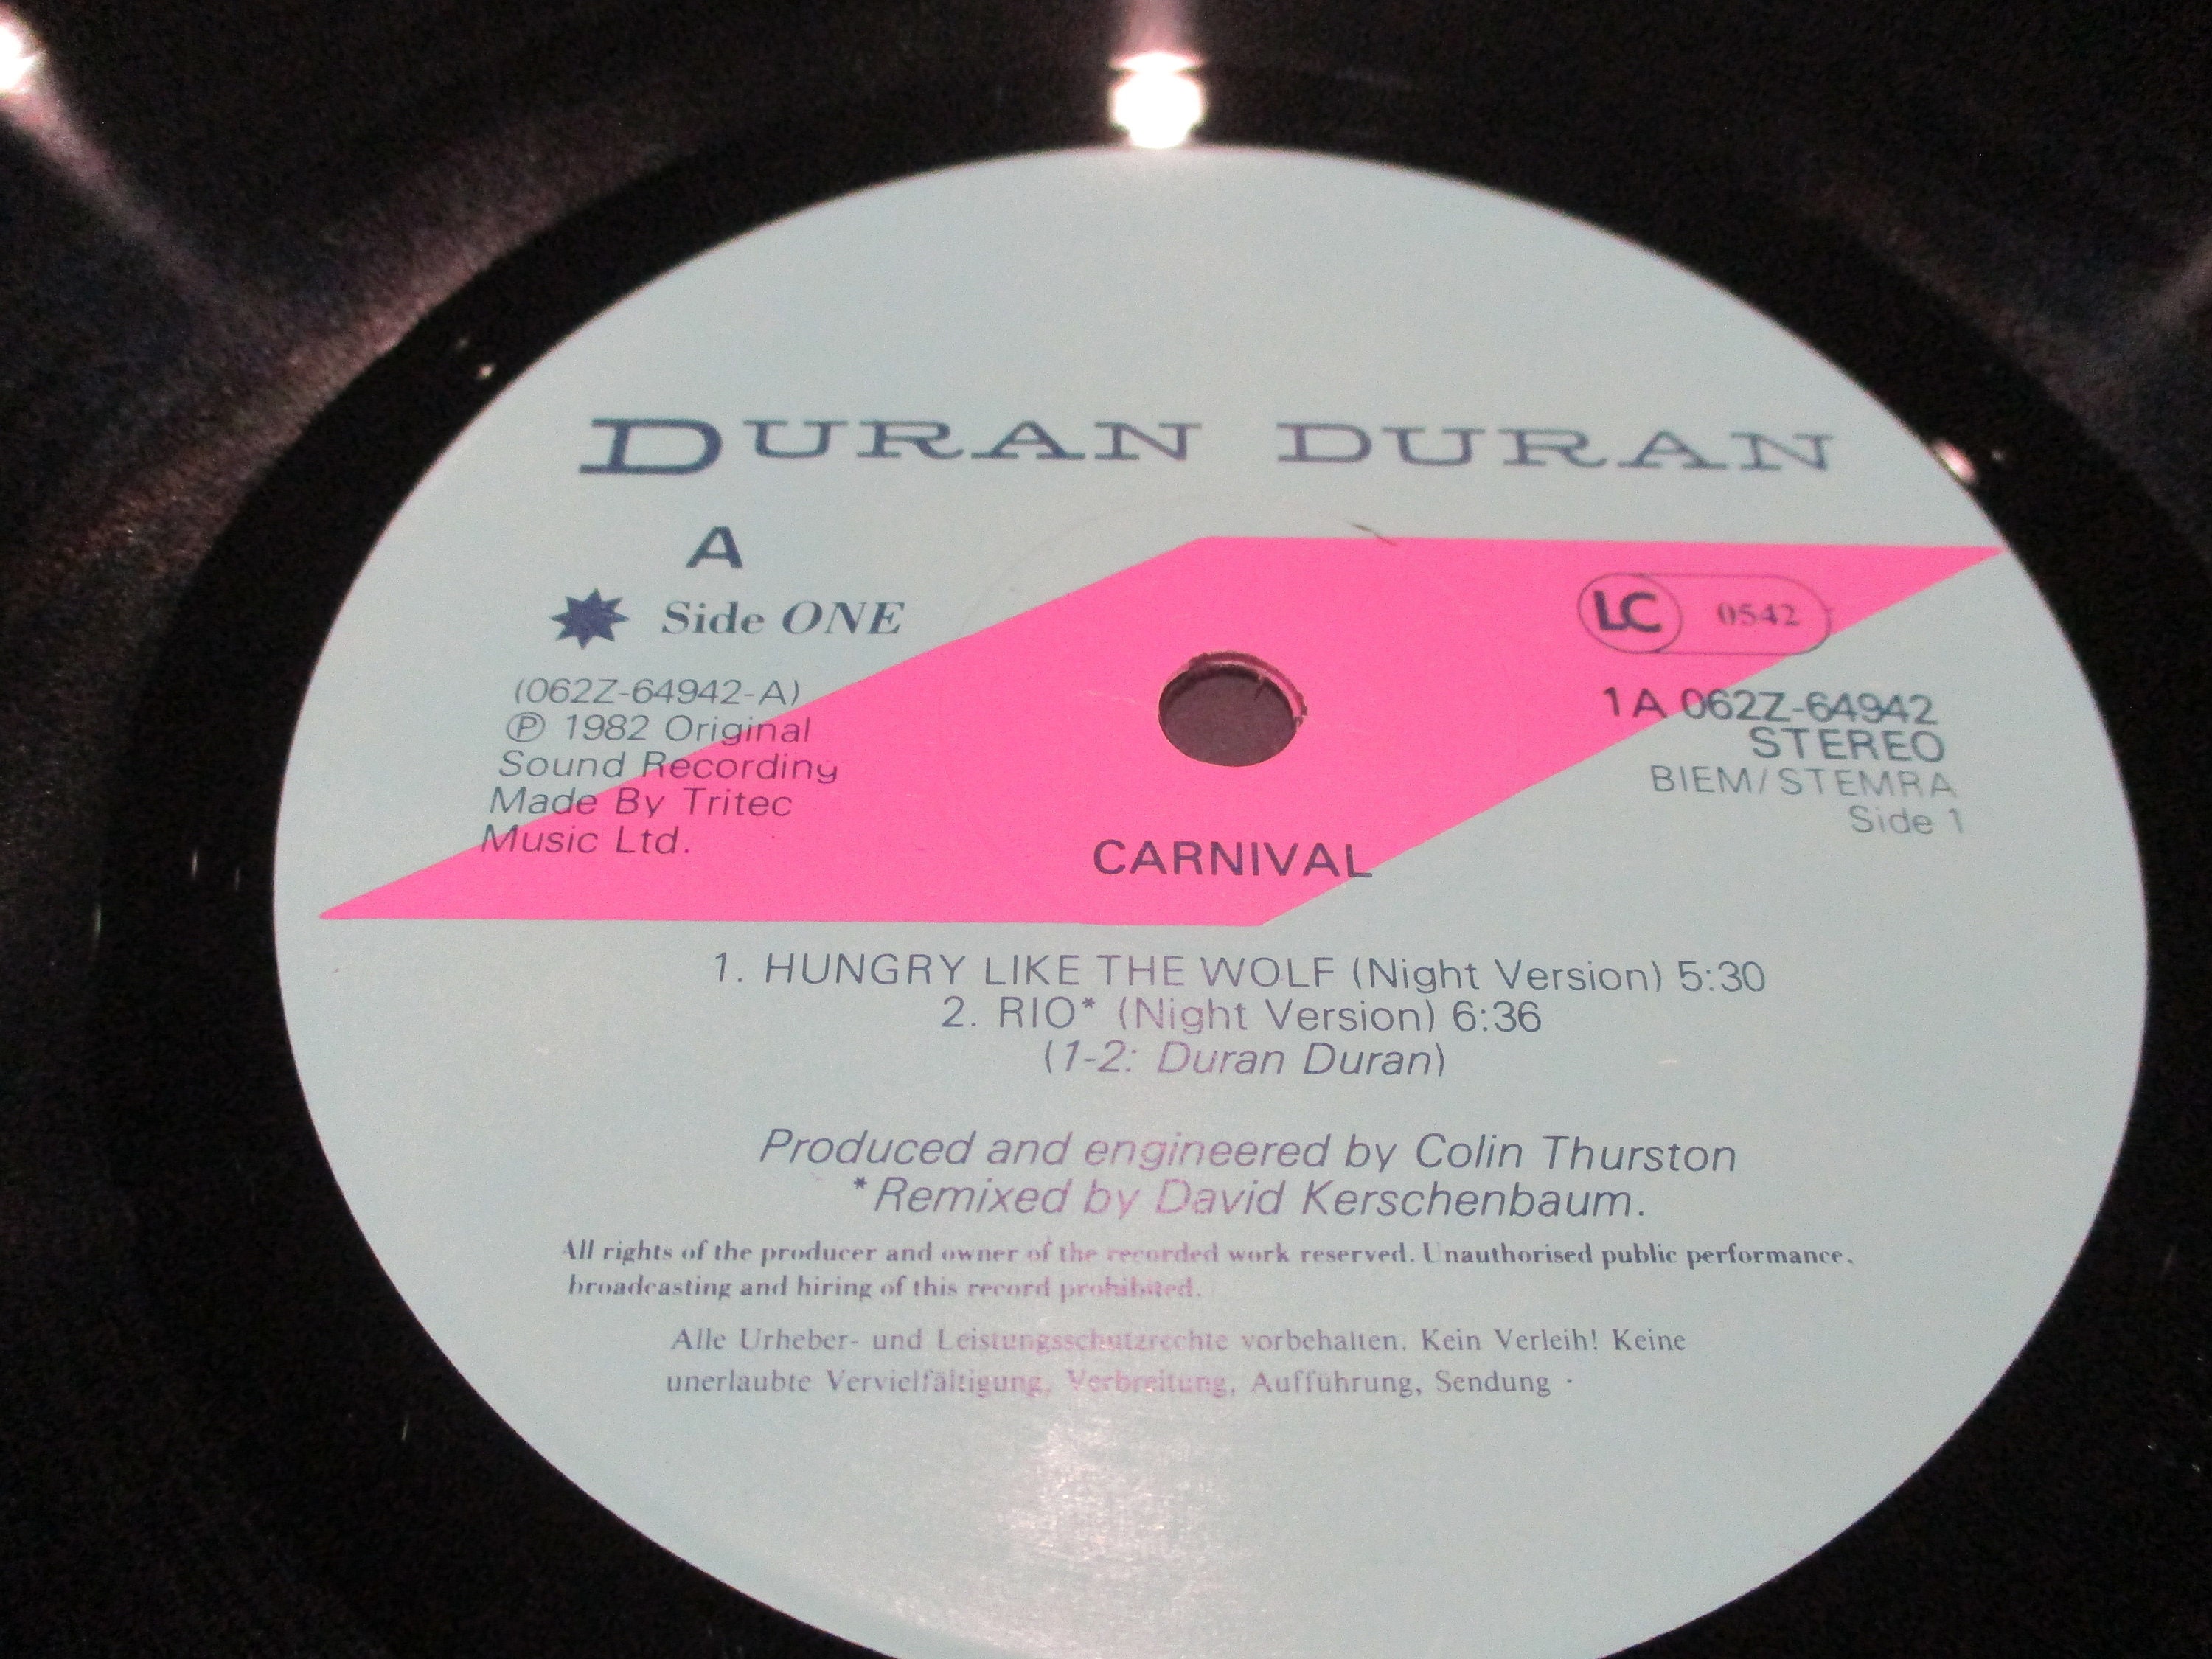 DURAN DURAN
A
Side ONE
(062Z-64942-A)
Ⓟ 1982 Original
Sound Recording
Made By Tritec
Music Ltd.
LC 0542
1A 062Z-64942
STEREO
BIEM/STEMRA
Side 1
CARNIVAL
1. HUNGRY LIKE THE WOLF (Night Version) 5:30
2. RIO* (Night Version) 6:36
(1-2: Duran Duran)
Produced and engineered by Colin Thurston
*Remixed by David Kerschenbaum.
All rights of the producer and owner of the recorded work reserved. Unauthorised public performance,
broadcasting and hiring of this record prohibited.
Alle Urheber- und Leistungsschutzrechte vorbehalten. Kein Verleih! Keine
unerlaubte Vervielfältigung, Verbreitung, Aufführung, Sendung ·